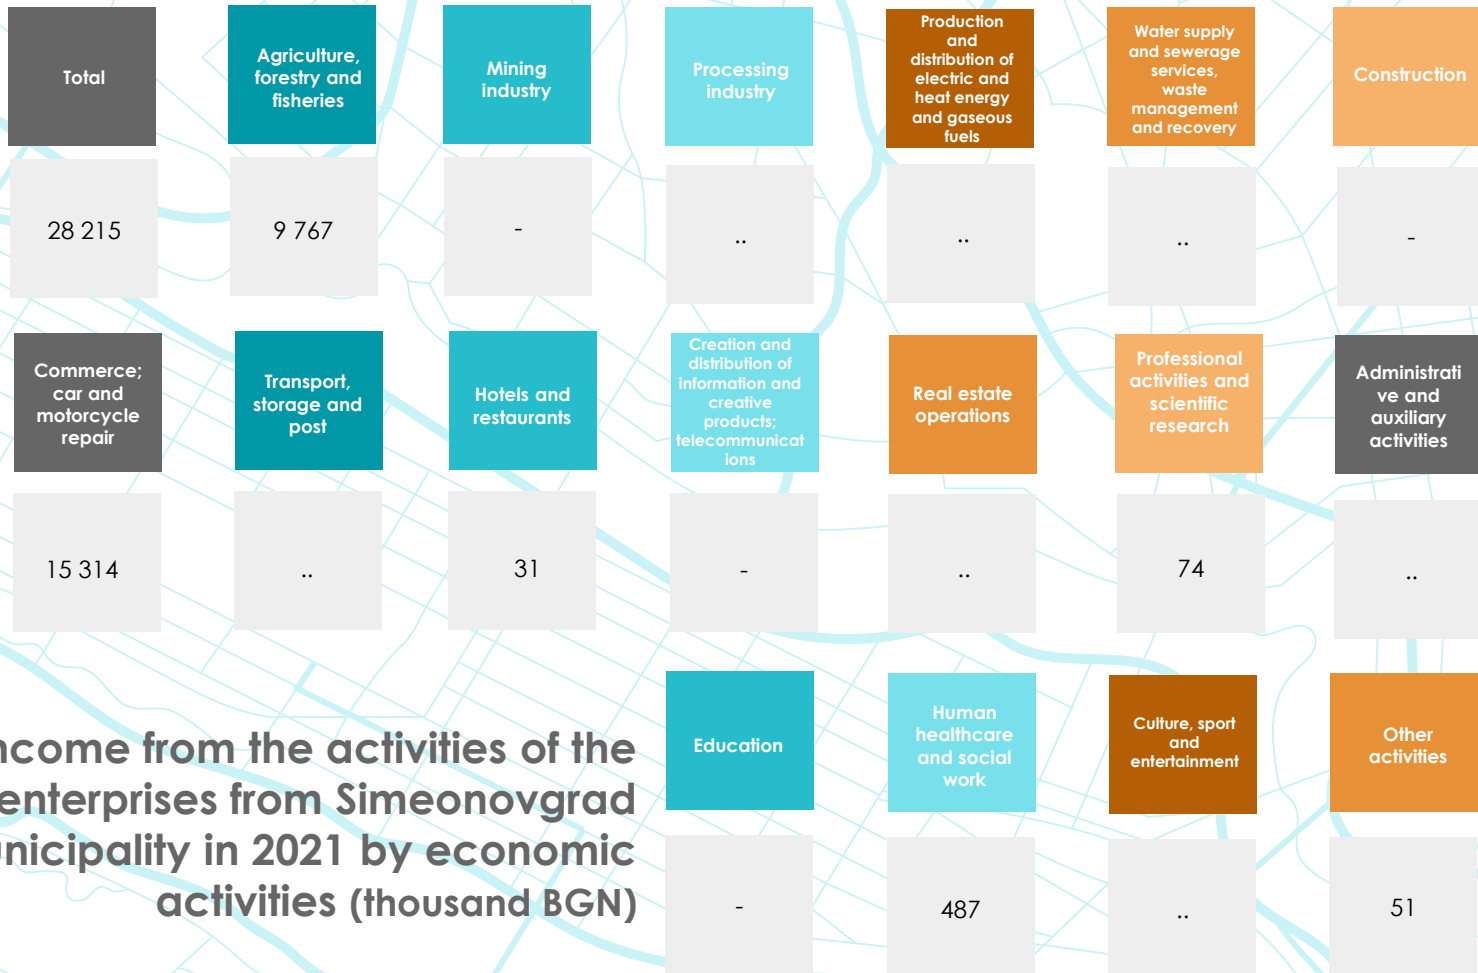 Total
Agriculture,
forestry and
fisheries
Mining
industry
Processing
industry
Production
and
distribution of
electric and
heat energy
and gaseous
fuels
Water supply
and sewerage
services,
waste
management
and recovery
Construction
28 215
9 767
-
..
..
..
-
Commerce;
car and
motorcycle
repair
Transport,
storage and
post
Hotels and
restaurants
Creation and
distribution of
information and
creative
products;
telecommunicat
ions
Real estate
operations
Professional
activities and
scientific
research
Administrati
ve and
auxiliary
activities
15 314
..
31
-
..
74
..
ncome from the activities of the
enterprises from Simeonovgrad
unicipality in 2021 by economic
activities (thousand BGN)
Education
Human
healthcare
and social
work
Culture, sport
and
entertainment
Other
activities
-
487
..
51